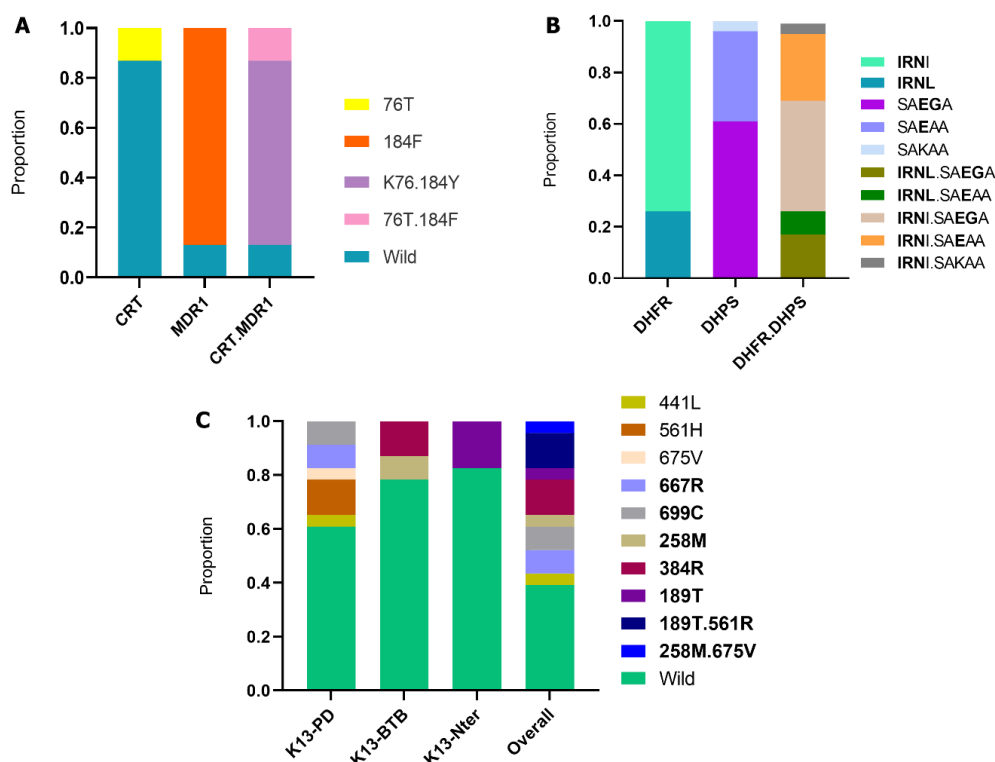 A
Proportion
1.0
0.8
0.6
0.4
0.2
0.0
CRT
MDR1
CRT.MDR1
76T
184F
K76.184Y
76T.184F
Wild
B
Proportion
1.0
0.8
0.6
0.4
0.2
0.0
DHFR
DHPS
DHFR.DHPS
IRNI
IRNL
SAEGA
SAEAA
SAKAA
IRNL.SAEGA
IRNL.SAEAA
IRNI.SAEGA
IRNI.SAEAA
IRNI.SAKAA
C
Proportion
1.0
0.8
0.6
0.4
0.2
0.0
K13-PD
K13-BTB
K13-Nter
Overall
441L
561H
675V
667R
699C
258M
384R
189T
189T.561R
258M.675V
Wild